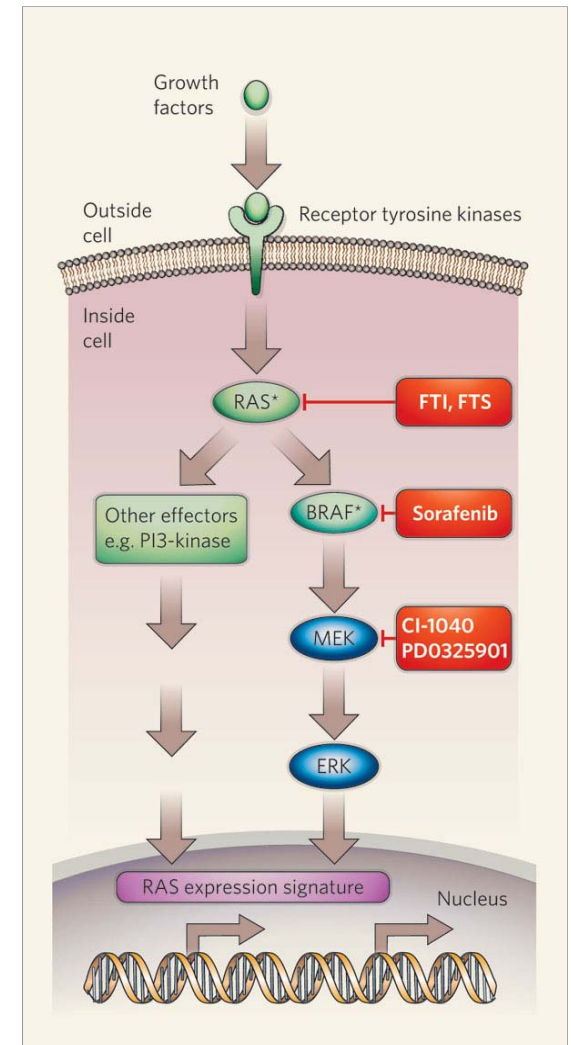 Growth
factors
Outside
cell
Receptor tyrosine kinases
Inside
cell
RAS*
FTI, FTS
Other effectors
e.g. PI3-kinase
BRAF*
Sorafenib
MEK
CI-1040
PD0325901
ERK
RAS expression signature
Nucleus